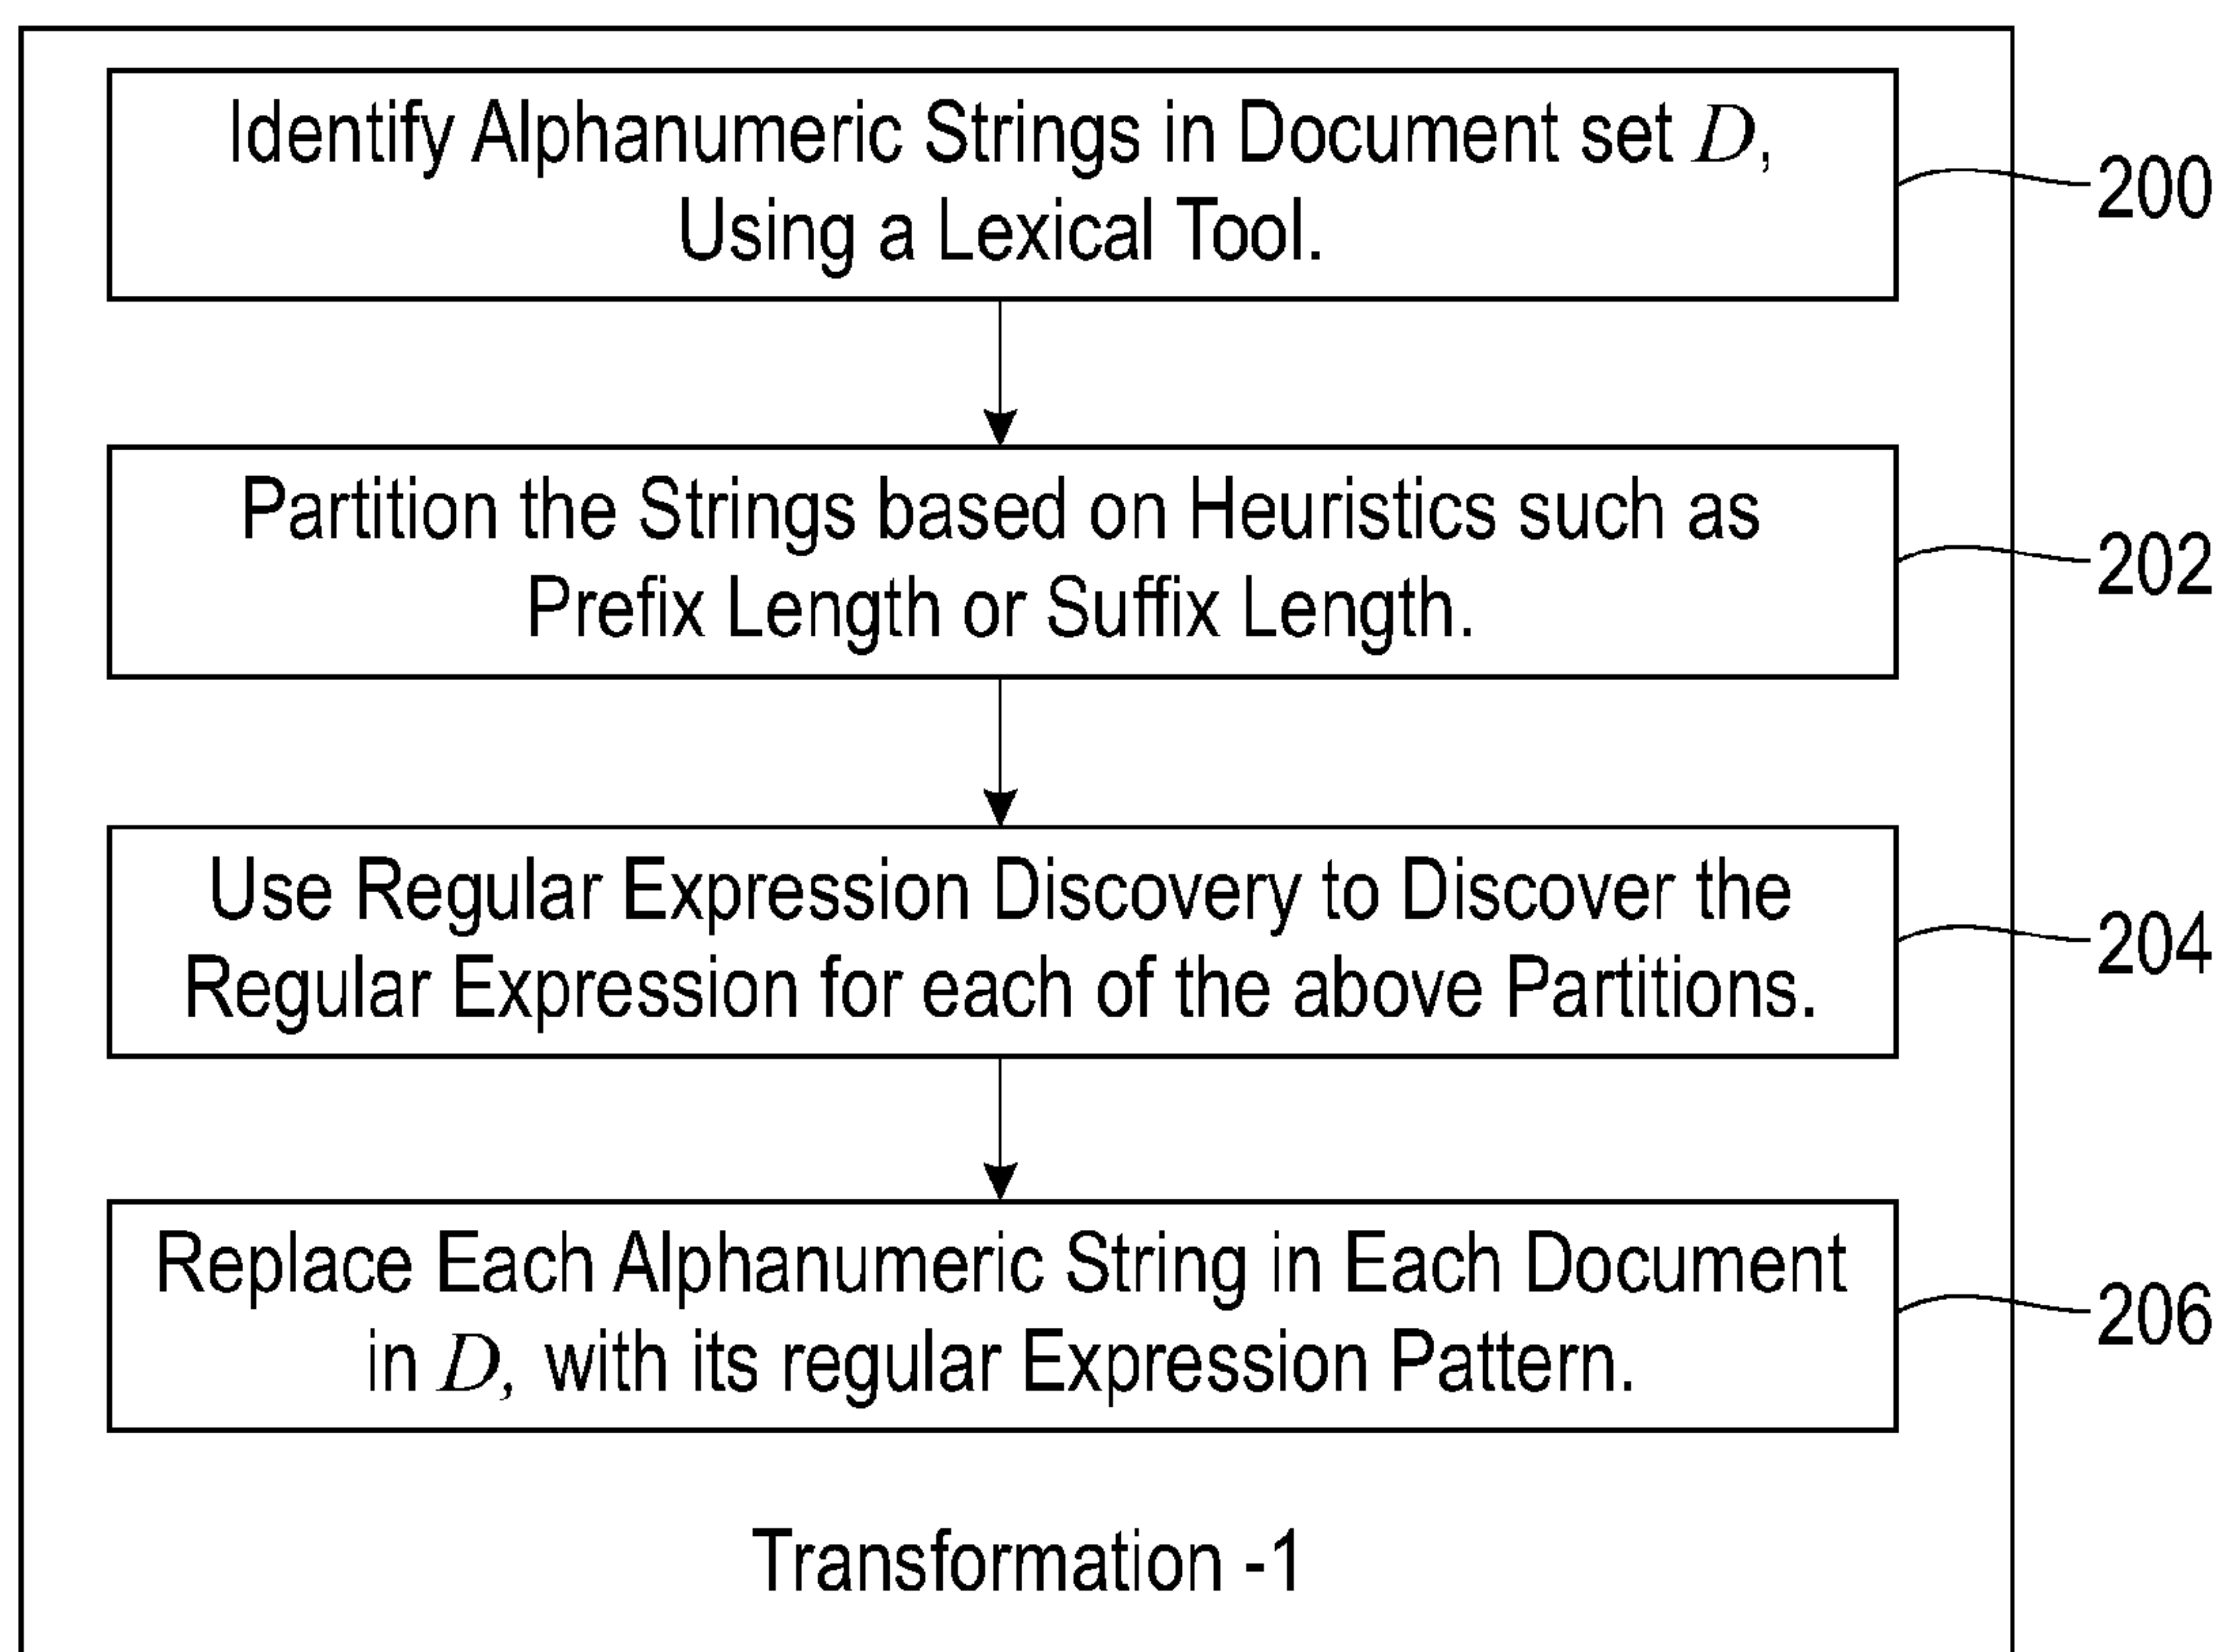 Identify Alphanumeric Strings in Document set D,
Using a Lexical Tool.
200
Partition the Strings based on Heuristics such as
Prefix Length or Suffix Length.
202
Use Regular Expression Discovery to Discover the
Regular Expression for each of the above Partitions.
204
Replace Each Alphanumeric String in Each Document
in D, with its regular Expression Pattern.
206
Transformation -1